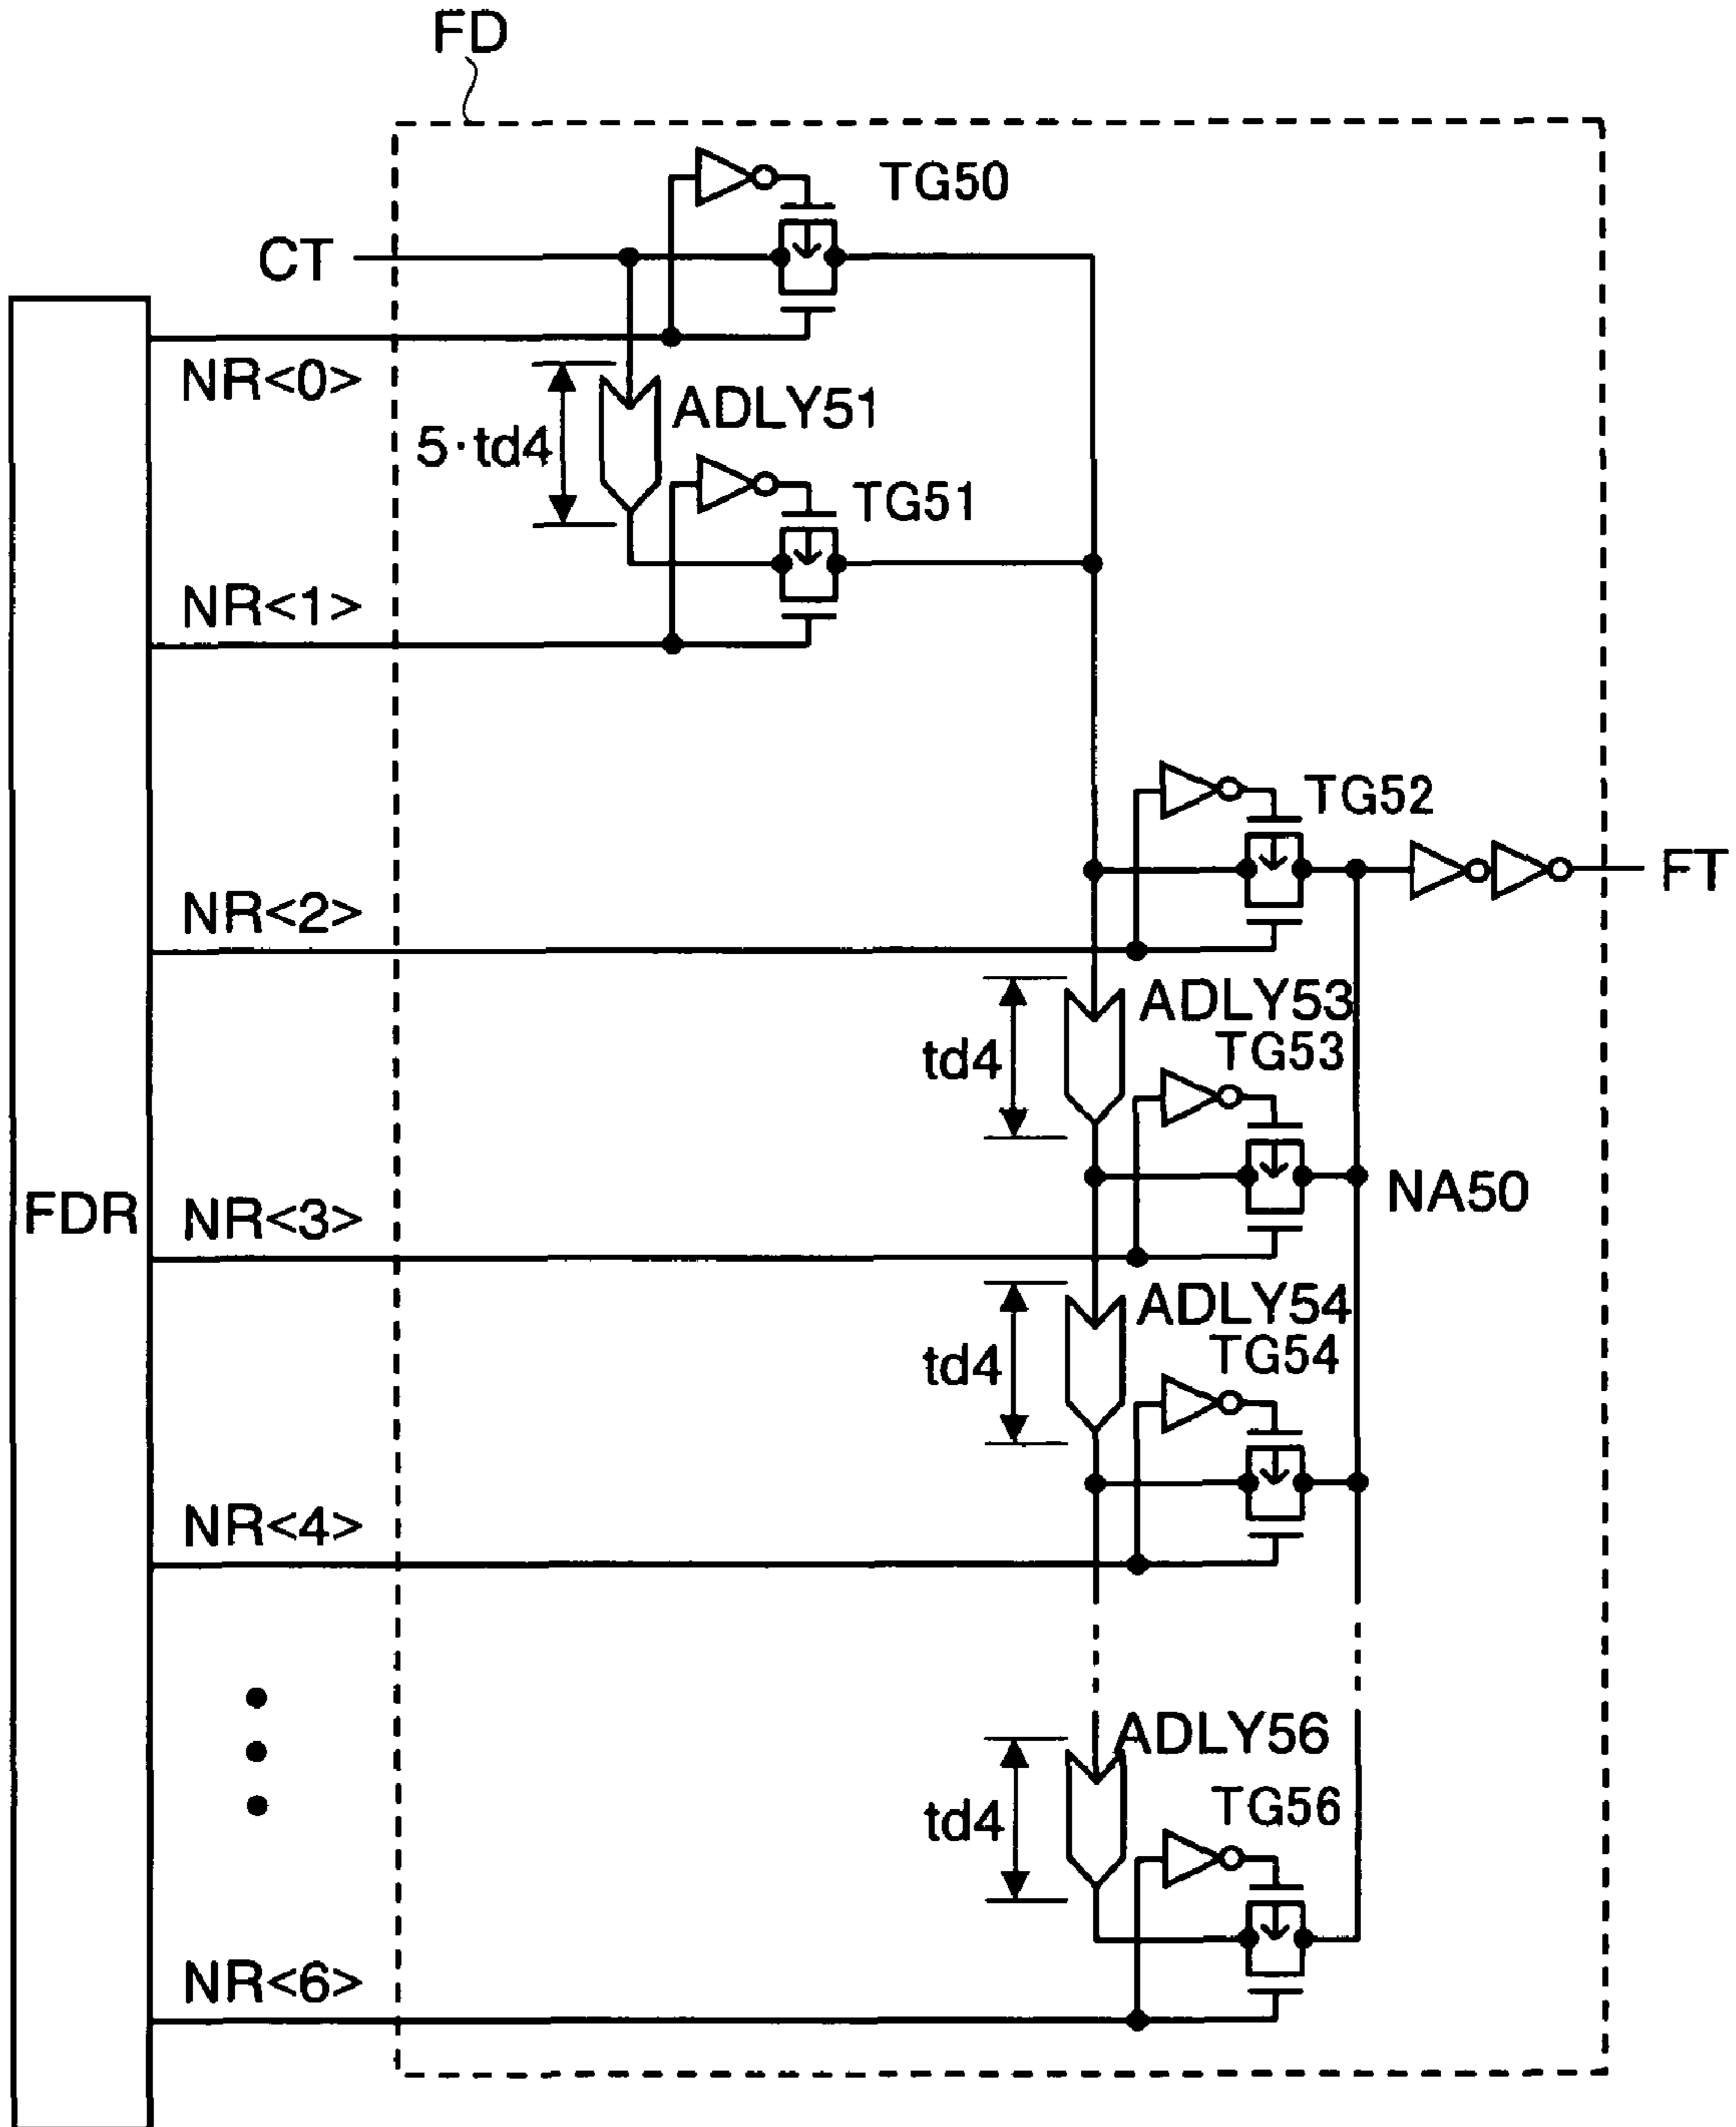 FD
TG50
CT
NR<0>
ADLY51
5·td4
TG51
NR<1>
TG52
FT
NR<2>
ADLY53
TG53
td4
FDR
NR<3>
NA50
ADLY54
TG54
td4
NR<4>
ADLY56
TG56
td4
NR<6>